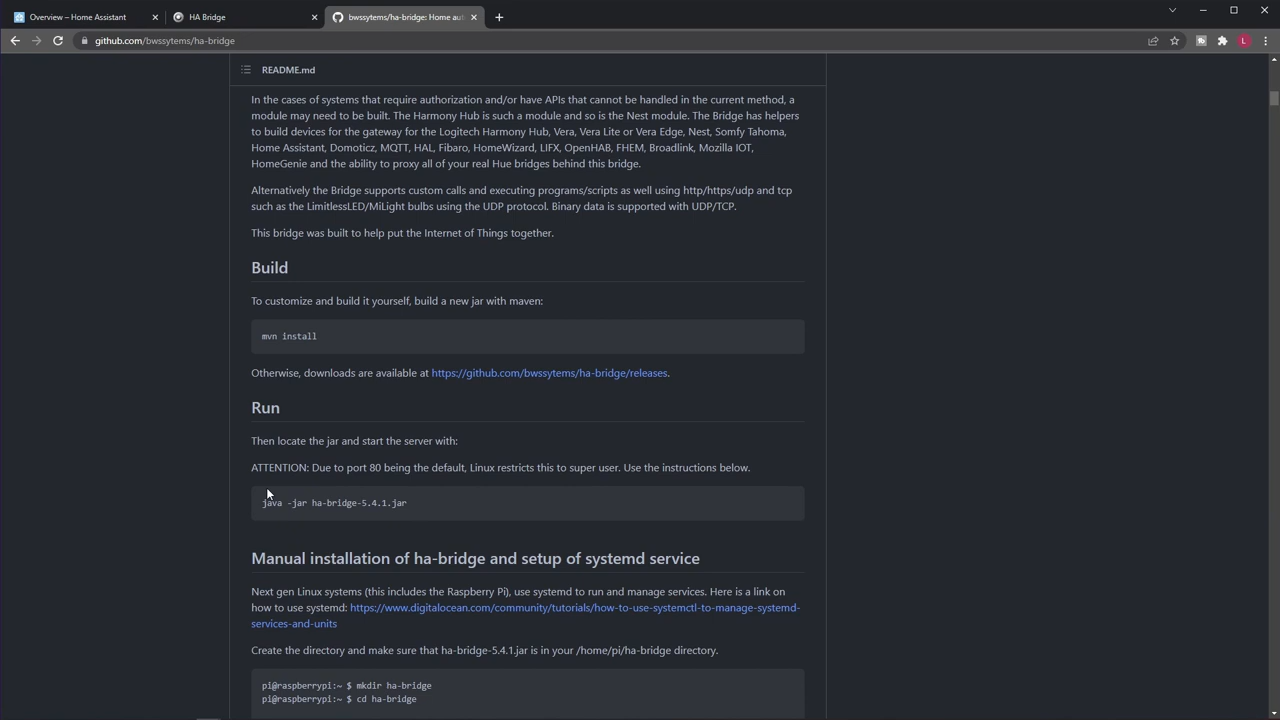 Overview – Home Assistant
HA Bridge
bwssytems/ha-bridge: Home aut
github.com/bwssytems/ha-bridge
L
README.md
In the cases of systems that require authorization and/or have APIs that cannot be handled in the current method, a
module may need to be built. The Harmony Hub is such a module and so is the Nest module. The Bridge has helpers
to build devices for the gateway for the Logitech Harmony Hub, Vera, Vera Lite or Vera Edge, Nest, Somfy Tahoma,
Home Assistant, Domoticz, MQTT, HAL, Fibaro, HomeWizard, LIFX, OpenHAB, FHEM, Broadlink, Mozilla IOT,
HomeGenie and the ability to proxy all of your real Hue bridges behind this bridge.
Alternatively the Bridge supports custom calls and executing programs/scripts as well using http/https/udp and tcp
such as the LimitlessLED/MiLight bulbs using the UDP protocol. Binary data is supported with UDP/TCP.
This bridge was built to help put the Internet of Things together.
Build
To customize and build it yourself, build a new jar with maven:
mvn install
Otherwise, downloads are available at https://github.com/bwssytems/ha-bridge/releases.
Run
Then locate the jar and start the server with:
ATTENTION: Due to port 80 being the default, Linux restricts this to super user. Use the instructions below.
java -jar ha-bridge-5.4.1.jar
Manual installation of ha-bridge and setup of systemd service
Next gen Linux systems (this includes the Raspberry Pi), use systemd to run and manage services. Here is a link on
how to use systemd: https://www.digitalocean.com/community/tutorials/how-to-use-systemctl-to-manage-systemd-
services-and-units
Create the directory and make sure that ha-bridge-5.4.1.jar is in your /home/pi/ha-bridge directory.
pi@raspberrypi:~ $ mkdir ha-bridge
pi@raspberrypi:~ $ cd ha-bridge